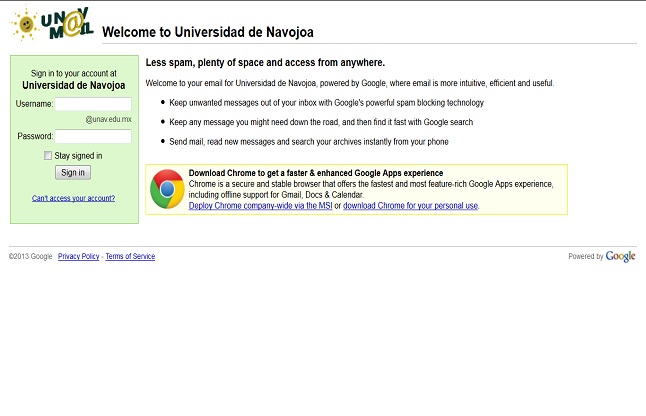 UNAV
M@IL
Welcome to Universidad de Navojoa
Sign in to your account at
Universidad de Navojoa
Username:
@unav.edu.mx
Password:
Stay signed in
Sign in
Can't access your account?
Less spam, plenty of space and access from anywhere.
Welcome to your email for Universidad de Navojoa, powered by Google, where email is more intuitive, efficient and useful.
Keep unwanted messages out of your inbox with Google's powerful spam blocking technology
Keep any message you might need down the road, and then find it fast with Google search
Send mail, read new messages and search your archives instantly from your phone
Download Chrome to get a faster & enhanced Google Apps experience
Chrome is a secure and stable browser that offers the fastest and most feature-rich Google Apps experience,
including offline support for Gmail, Docs & Calendar.
Deploy Chrome company-wide via the MSI or download Chrome for your personal use.
©2013 Google Privacy Policy - Terms of Service
Powered by Google